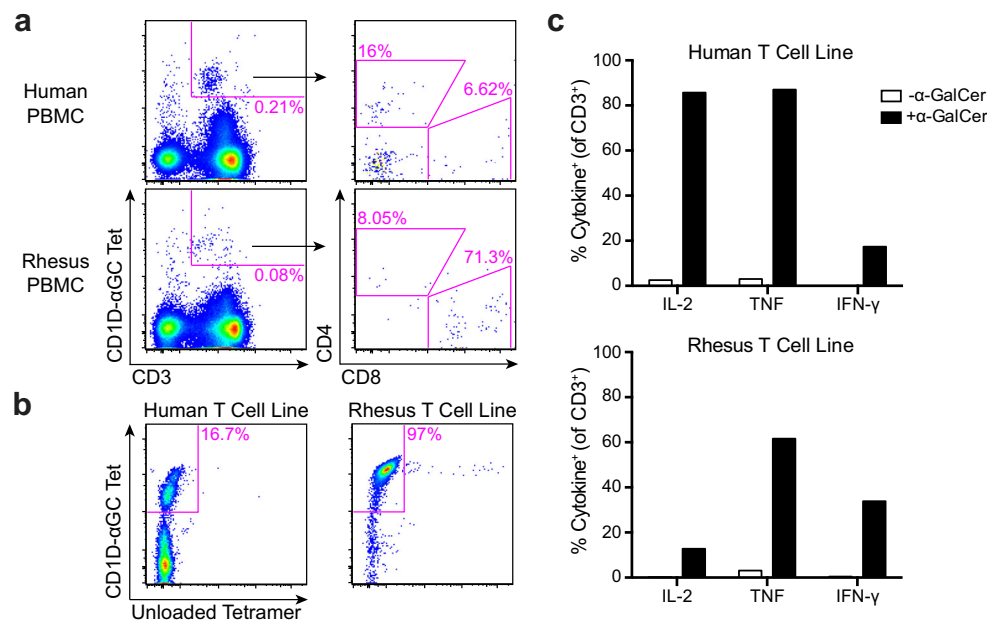 a
Human
PBMC
16%
6.62%
0.21%
Rhesus
PBMC
8.05%
71.3%
0.08%
CD1D-αGC Tet
CD3
CD4
CD8
b
Human T Cell Line
Rhesus T Cell Line
16.7%
97%
CD1D-αGC Tet
Unloaded Tetramer
c
Human T Cell Line
-α-GalCer
+α-GalCer
% Cytokine⁺ (of CD3⁺)
100
80
60
40
20
0
IL-2 TNF IFN-γ
Rhesus T Cell Line
% Cytokine⁺ (of CD3⁺)
100
80
60
40
20
0
IL-2 TNF IFN-γ